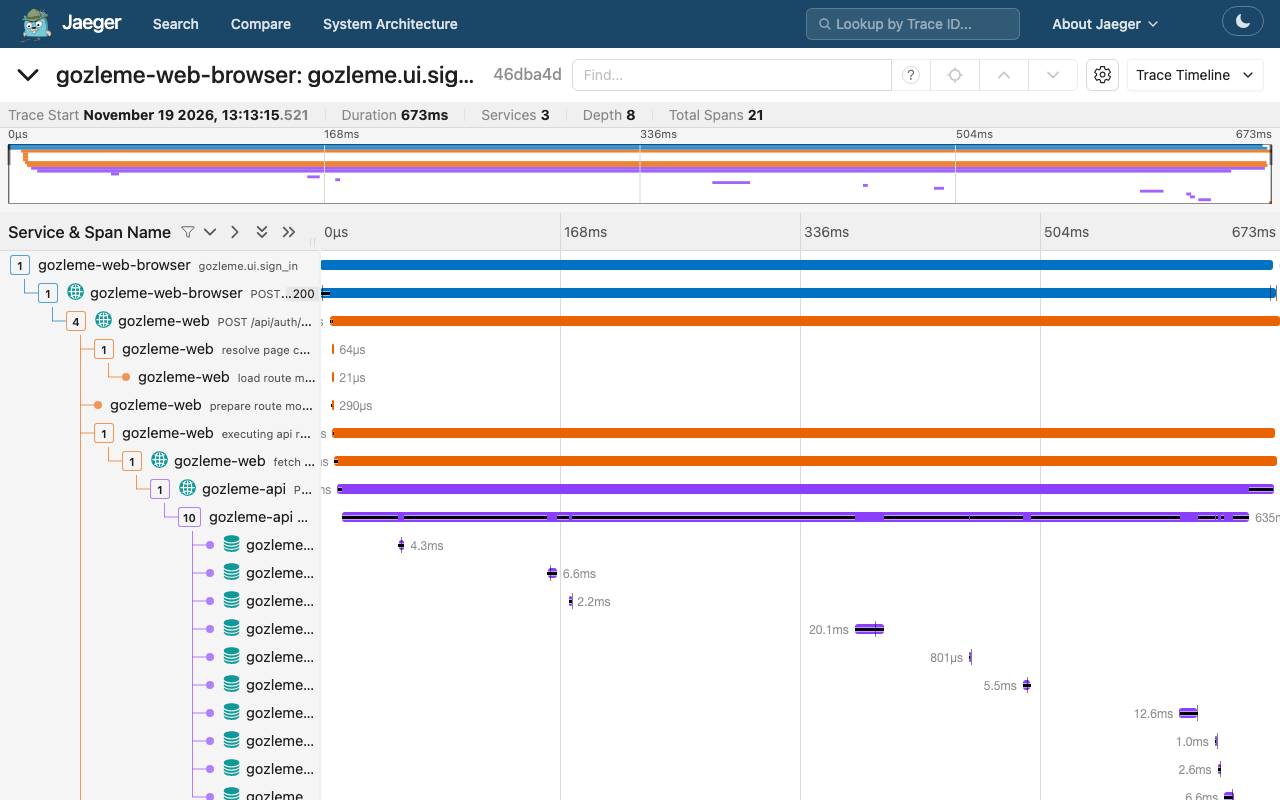 Jaeger Search Compare System Architecture Lookup by Trace ID... About Jaeger
gozleme-web-browser: gozleme.ui.sig... 46dba4d Find... ? Trace Timeline
Trace Start November 19 2026, 13:13:15.521 Duration 673ms Services 3 Depth 8 Total Spans 21
0μs 168ms 336ms 504ms 673ms
Service & Span Name 0μs 168ms 336ms 504ms 673ms
1 gozleme-web-browser gozleme.ui.sign_in
1 gozleme-web-browser POST...200
4 gozleme-web POST /api/auth/...
1 gozleme-web resolve page c... 64μs
gozleme-web load route m... 21μs
gozleme-web prepare route mo... 290μs
1 gozleme-web executing api r...
1 gozleme-web fetch ...
1 gozleme-api P...
10 gozleme-api ...
gozleme... 4.3ms
gozleme... 6.6ms
gozleme... 2.2ms
gozleme... 20.1ms
gozleme... 801μs
gozleme... 5.5ms
gozleme... 12.6ms
gozleme... 1.0ms
gozleme... 2.6ms
gozleme... 6.6ms